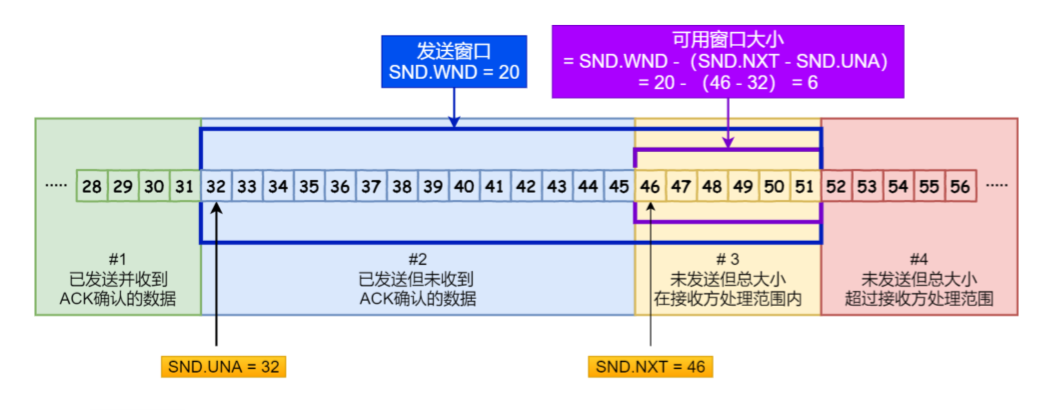 发送窗口
SND.WND = 20
可用窗口大小
= SND.WND -（SND.NXT - SND.UNA）
= 20 - （46 - 32） = 6
····· 28 29 30 31 32 33 34 35 36 37 38 39 40 41 42 43 44 45 46 47 48 49 50 51 52 53 54 55 56 ·····
#1
已发送并收到
ACK确认的数据
#2
已发送但未收到
ACK确认的数据
# 3
未发送但总大小
在接收方处理范围内
#4
未发送但总大小
超过接收方处理范围
SND.UNA = 32
SND.NXT = 46